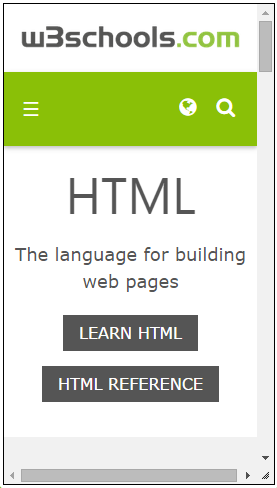 w3schools.com
HTML
The language for building
web pages
LEARN HTML
HTML REFERENCE